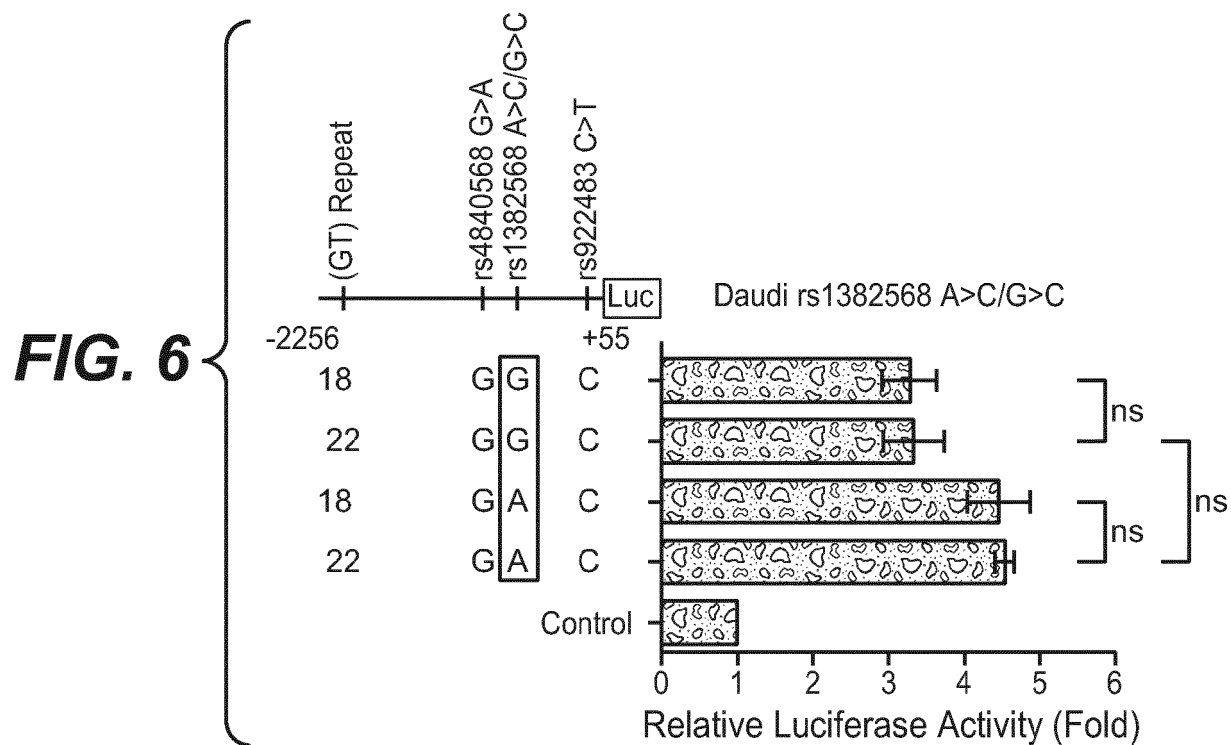 FIG. 6
(GT) Repeat
rs4840568 G>A
rs1382568 A>C/G>C
rs922483 C>T
Luc
Daudi rs1382568 A>C/G>C
-2256 +55
18 G G C
22 G G C
18 G A C
22 G A C
Control
ns
ns
ns
0 1 2 3 4 5 6
Relative Luciferase Activity (Fold)